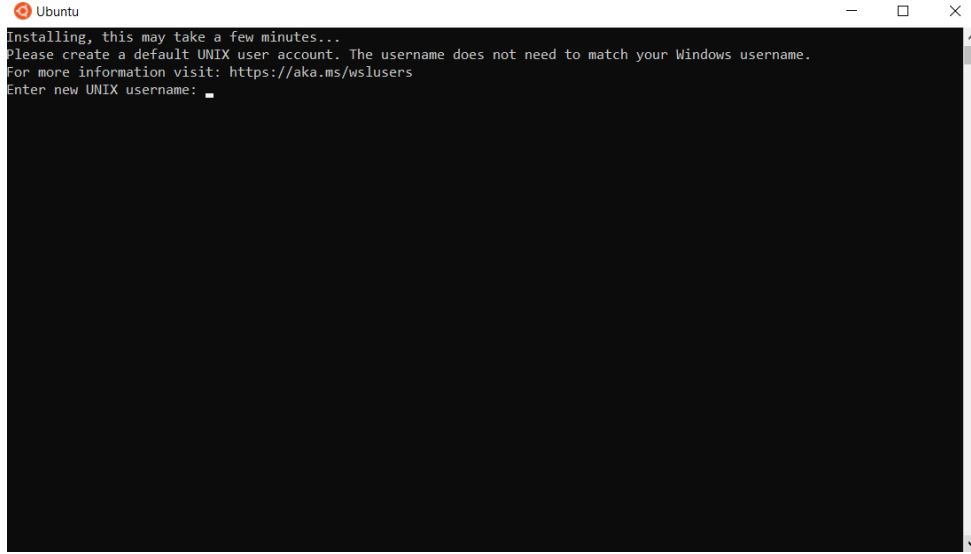 Ubuntu
Installing, this may take a few minutes...
Please create a default UNIX user account. The username does not need to match your Windows username.
For more information visit: https://aka.ms/wslusers
Enter new UNIX username: